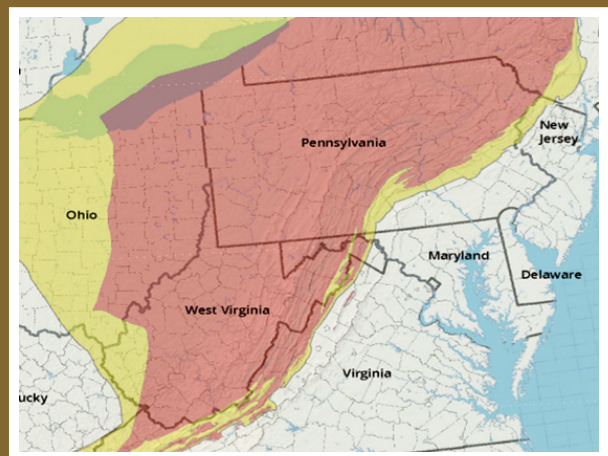 Pennsylvania
New
Jersey
Ohio
Maryland
Delaware
West Virginia
Virginia
ucky